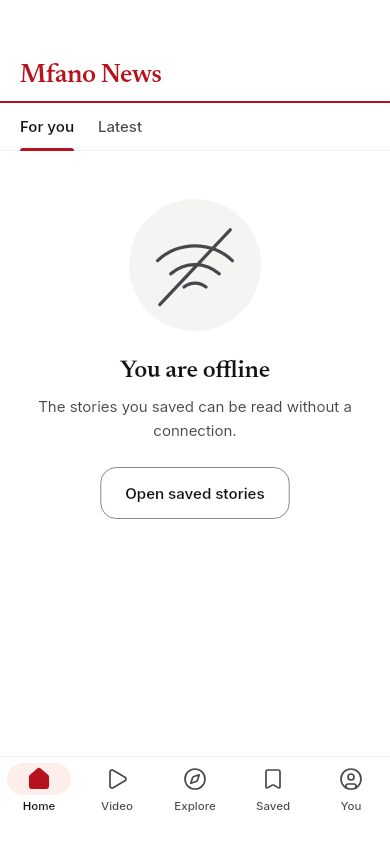 Mfano News
For you
Latest
You are offline
The stories you saved can be read without a
connection.
Open saved stories
Home
Video
Explore
Saved
You